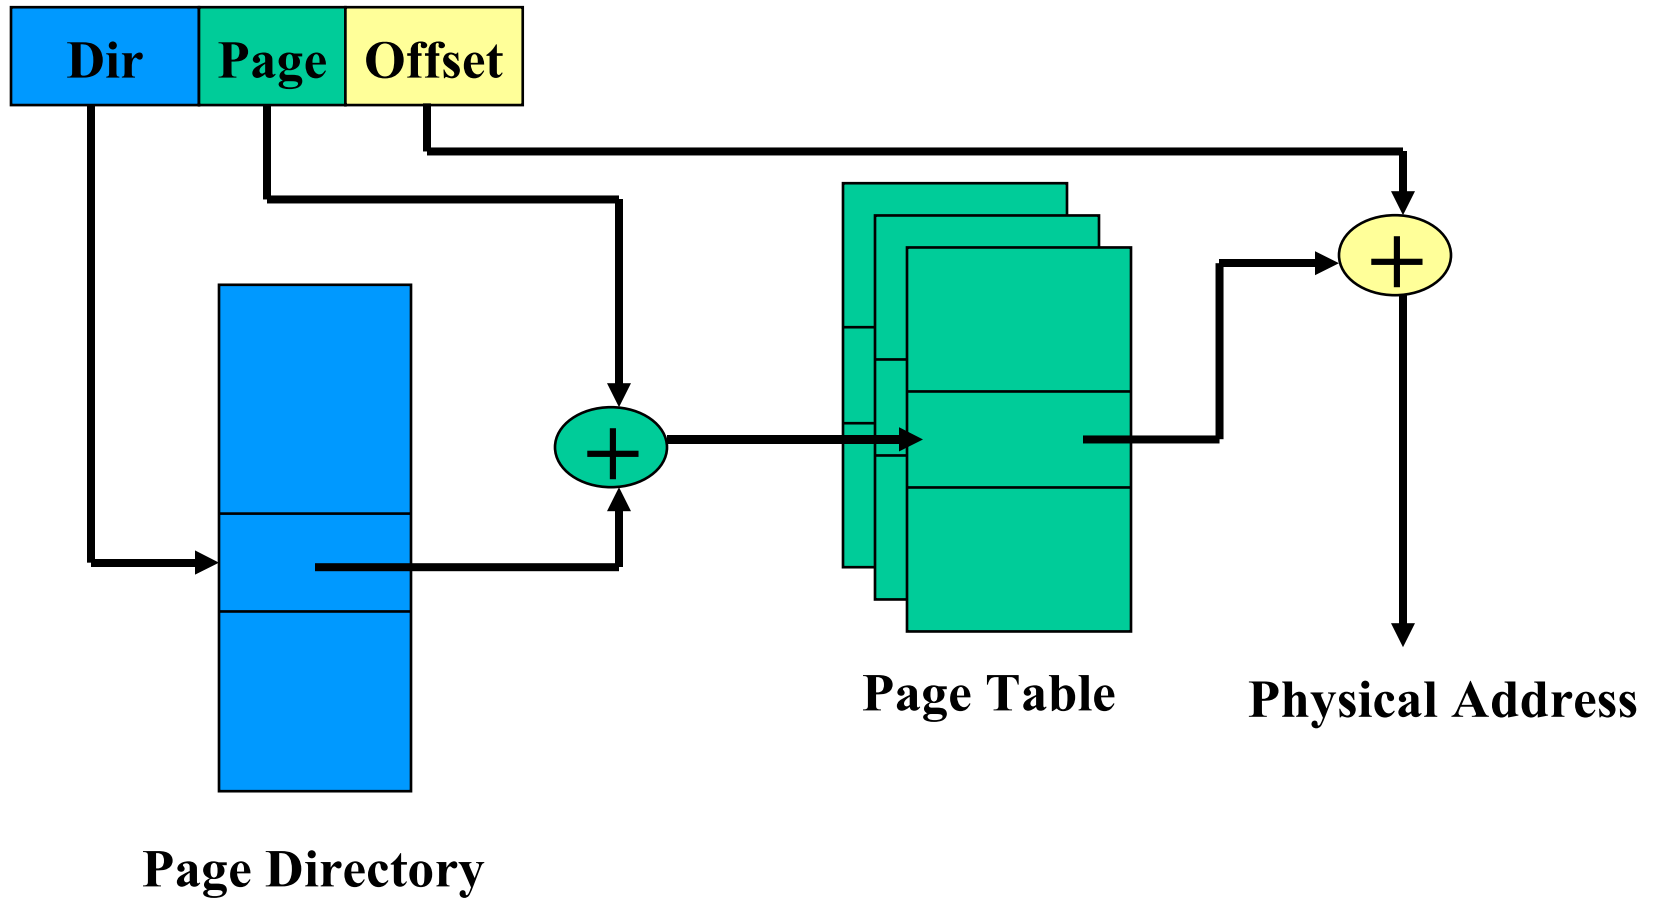 Dir Page Offset
+
+
Page Table
Physical Address
Page Directory